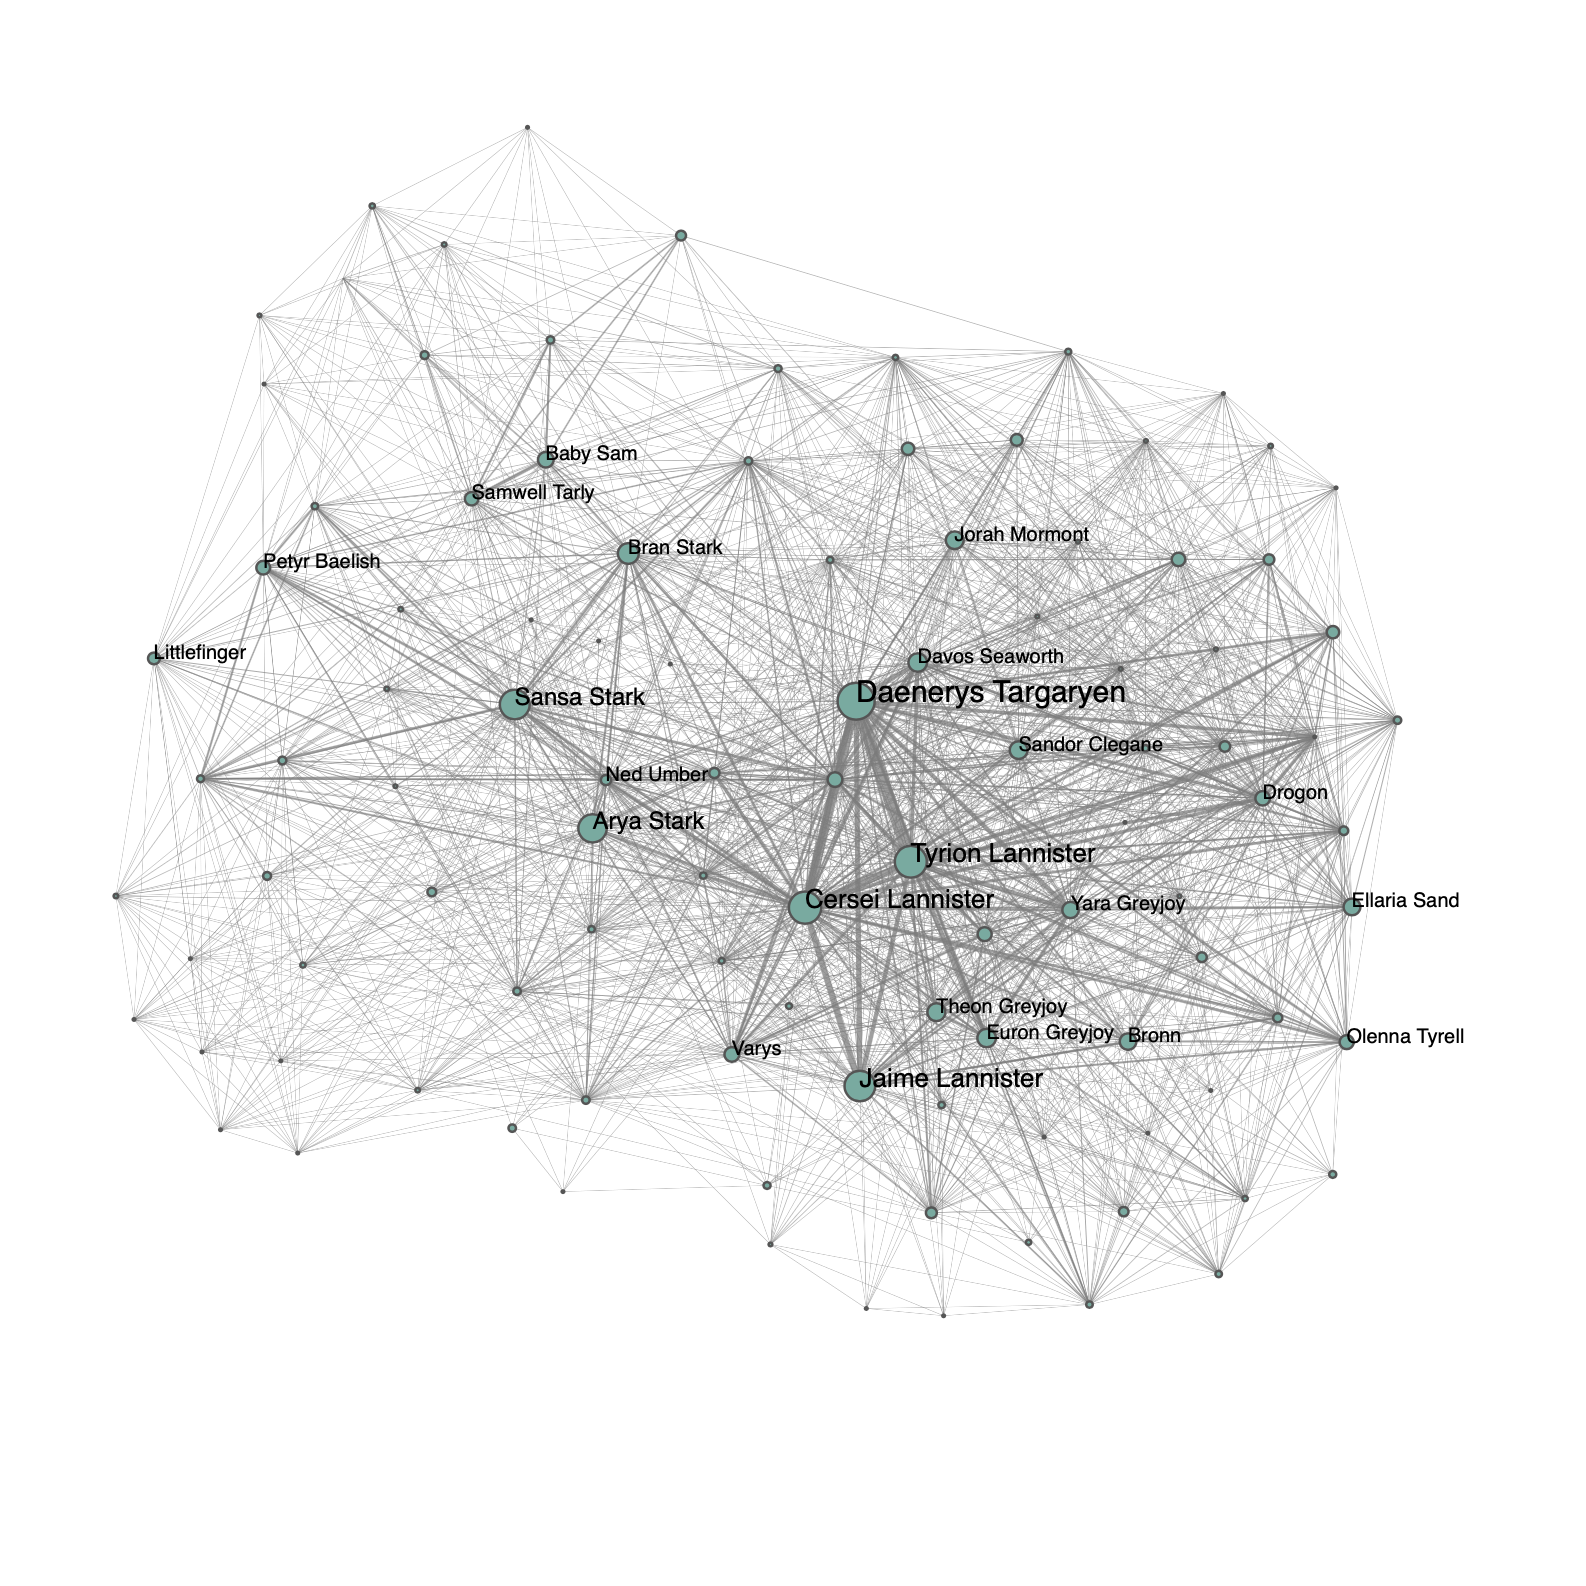 Baby Sam
Samwell Tarly
Jorah Mormont
Bran Stark
Petyr Baelish
Littlefinger
Davos Seaworth
Daenerys Targaryen
Sansa Stark
Sandor Clegane
Ned Umber
Drogon
Arya Stark
Tyrion Lannister
Cersei Lannister
Yara Greyjoy
Ellaria Sand
Theon Greyjoy
Euron Greyjoy
Bronn
Olenna Tyrell
Varys
Jaime Lannister